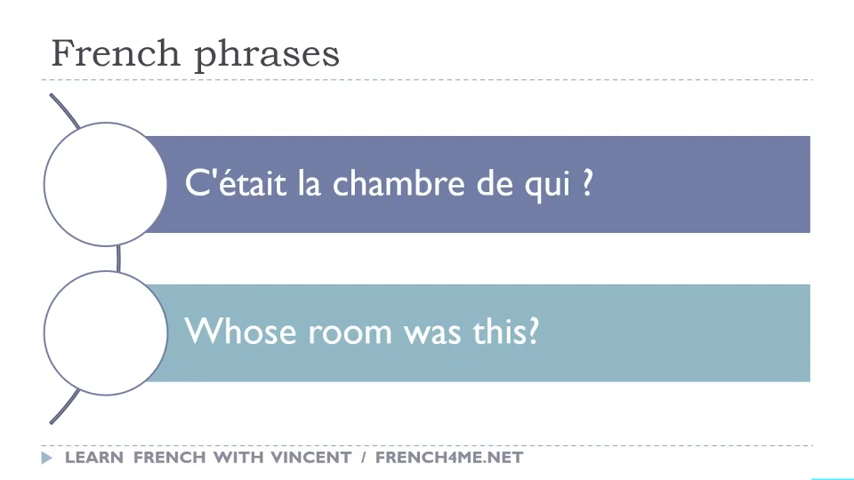 French phrases
C'était la chambre de qui ?
Whose room was this?
LEARN FRENCH WITH VINCENT / FRENCH4ME.NET